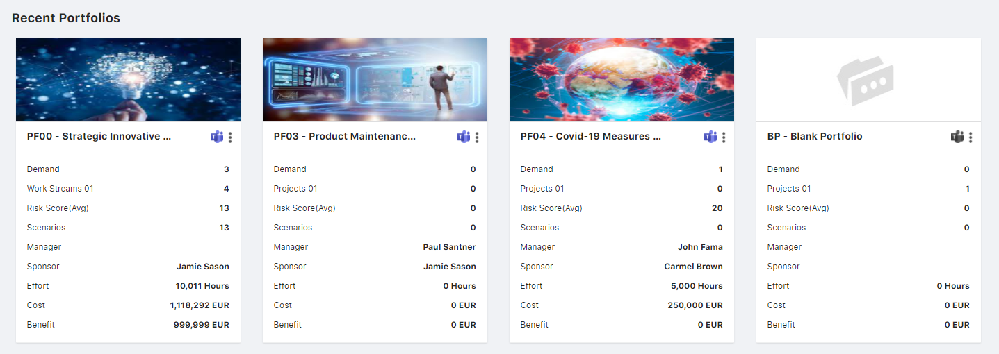 Recent Portfolios
PF00 - Strategic Innovative ...
Demand 3
Work Streams 01 4
Risk Score(Avg) 13
Scenarios 13
Manager
Sponsor Jamie Sason
Effort 10,011 Hours
Cost 1,118,292 EUR
Benefit 999,999 EUR
PF03 - Product Maintenanc...
Demand 0
Projects 01 0
Risk Score(Avg) 0
Scenarios 0
Manager Paul Santner
Sponsor Jamie Sason
Effort 0 Hours
Cost 0 EUR
Benefit 0 EUR
PF04 - Covid-19 Measures ...
Demand 1
Projects 01 0
Risk Score(Avg) 20
Scenarios 0
Manager John Fama
Sponsor Carmel Brown
Effort 5,000 Hours
Cost 250,000 EUR
Benefit 0 EUR
BP - Blank Portfolio
Demand 0
Projects 01 1
Risk Score(Avg) 0
Scenarios 0
Manager
Sponsor
Effort 0 Hours
Cost 0 EUR
Benefit 0 EUR